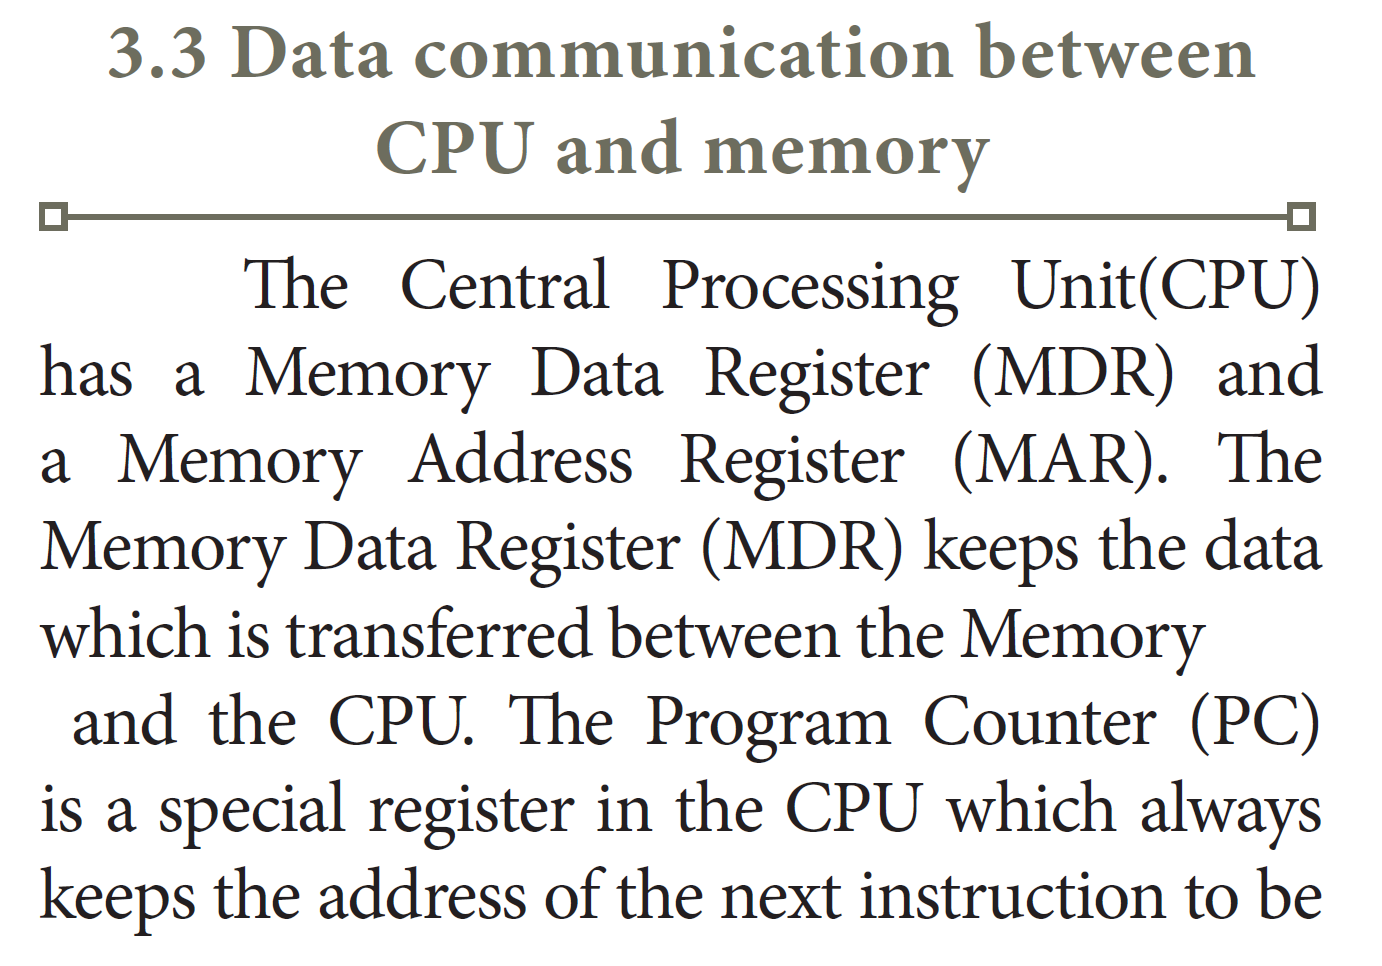 3.3 Data communication between
CPU and memory
The Central Processing Unit(CPU)
has a Memory Data Register (MDR) and
a Memory Address Register (MAR). The
Memory Data Register (MDR) keeps the data
which is transferred between the Memory
and the CPU. The Program Counter (PC)
is a special register in the CPU which always
keeps the address of the next instruction to be